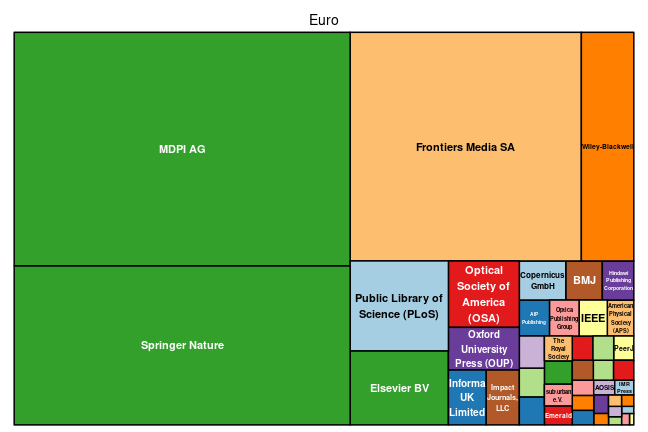 Euro
MDPI AG
Frontiers Media SA
Wiley-Blackwell
Springer Nature
Public Library of
Science (PLoS)
Elsevier BV
Optical
Society of
America
(OSA)
Oxford
University
Press (OUP)
Informa
UK
Limited
Impact
Journals,
LLC
Copernicus
GmbH
BMJ
Hindawi
Publishing
Corporation
AIP
Publishing
Opica
Publishing
Group
IEEE
American
Physical
Society
(APS)
The
Royal
Society
PeerJ
suburban
e.V.
Emerald
AOSIS
IMR
Press